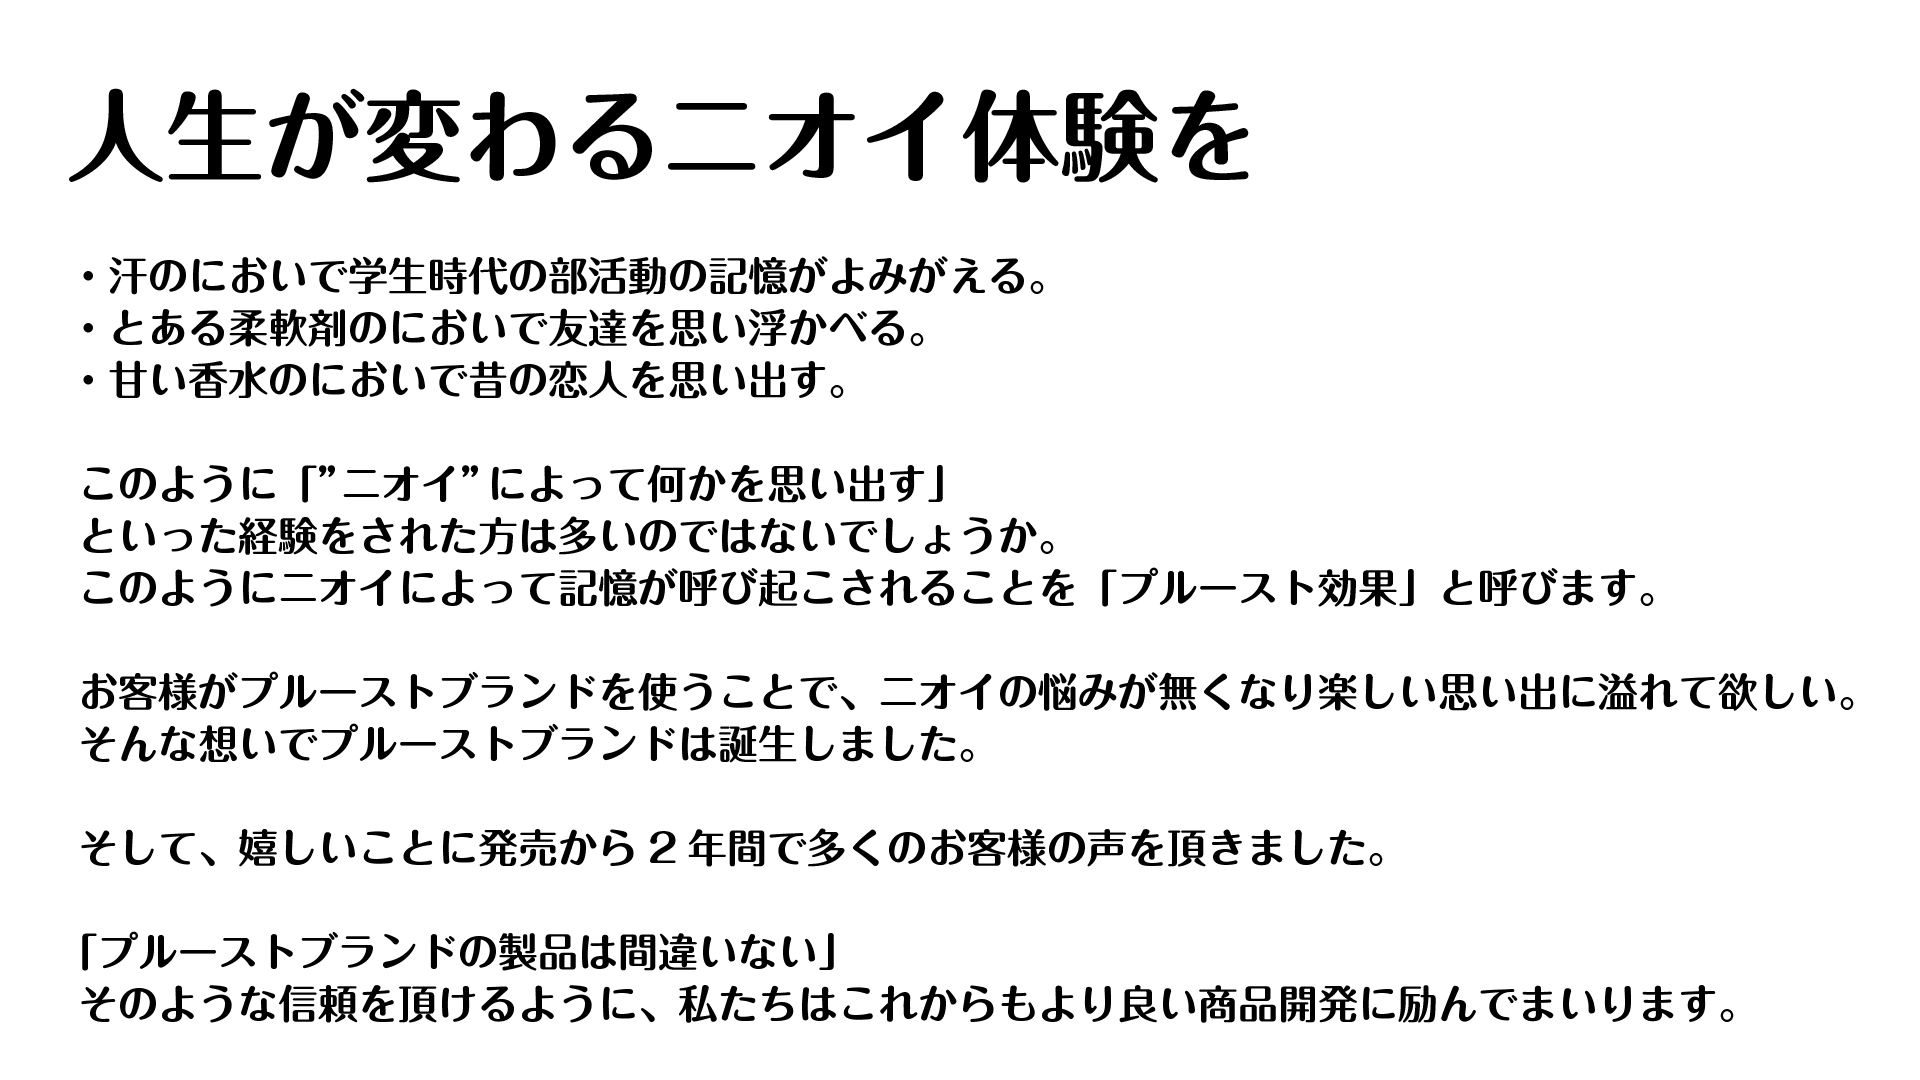 人生が変わるニオイ体験を
・汗のにおいで学生時代の部活動の記憶がよみがえる。
・とある柔軟剤のにおいで友達を思い浮かべる。
・甘い香水のにおいで昔の恋人を思い出す。
このように「”ニオイ”によって何かを思い出す」
といった経験をされた方は多いのではないでしょうか。
このようにニオイによって記憶が呼び起こされることを「プルースト効果」と呼びます。
お客様がプルーストブランドを使うことで、ニオイの悩みが無くなり楽しい思い出に溢れて欲しい。
そんな想いでプルーストブランドは誕生しました。
そして、嬉しいことに発売から 2 年間で多くのお客様の声を頂きました。
「プルーストブランドの製品は間違いない」
そのような信頼を頂けるように、私たちはこれからもより良い商品開発に励んでまいります。